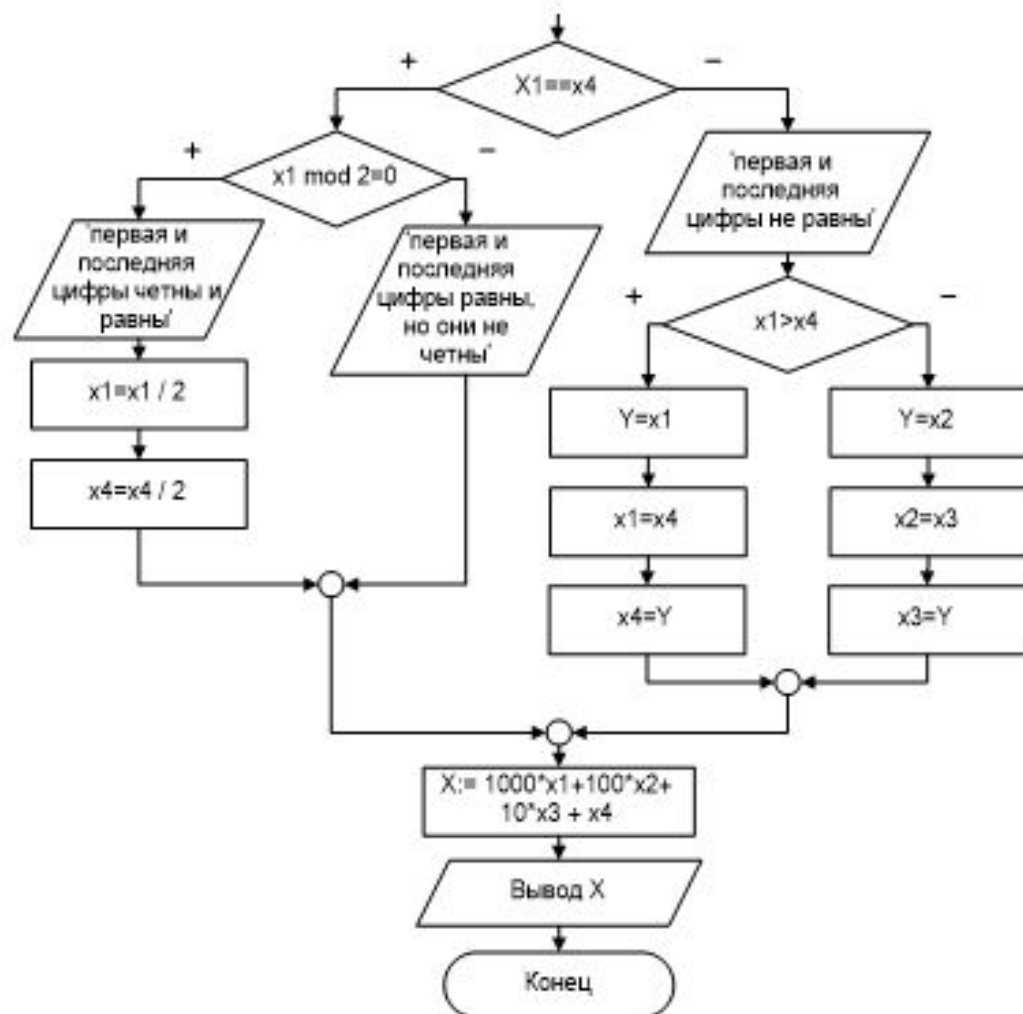 X1==x4
+
–
x1 mod 2=0
+
–
'первая и
последняя
цифры четны и
равны'
x1=x1 / 2
x4=x4 / 2
'первая и
последняя
цифры равны,
но они не
четны'
'первая и
последняя
цифры не равны'
x1>x4
+
–
Y=x1
x1=x4
x4=Y
Y=x2
x2=x3
x3=Y
X:= 1000*x1+100*x2+
10*x3 + x4
Вывод X
Конец